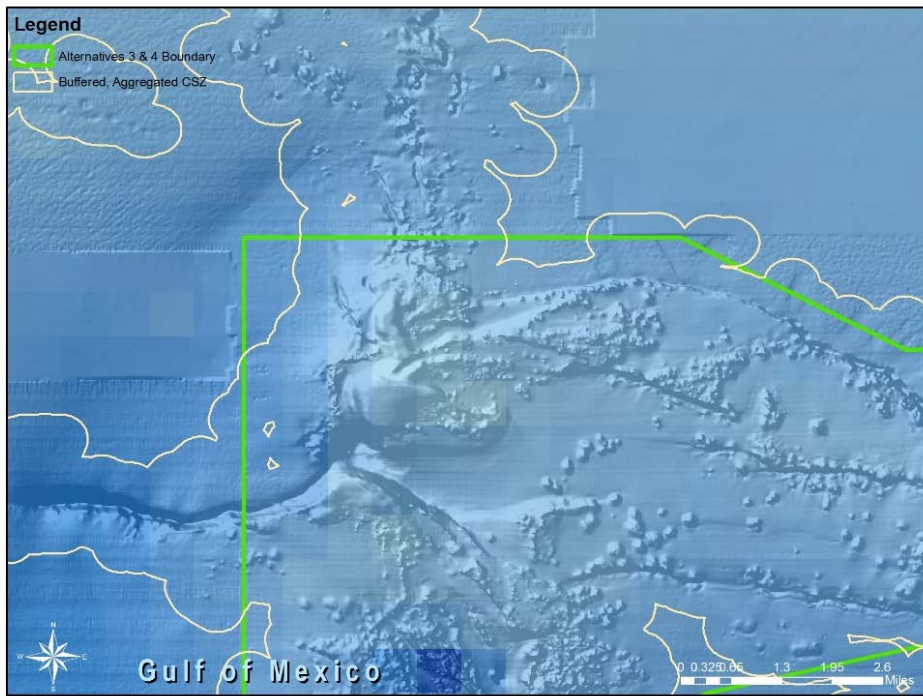 Legend
Alternatives 3 & 4 Boundary
Buffered, Aggregated CSZ
N
W E
S
Gulf of Mexico
0 0.325 0.65 1.3 1.95 2.6
Miles